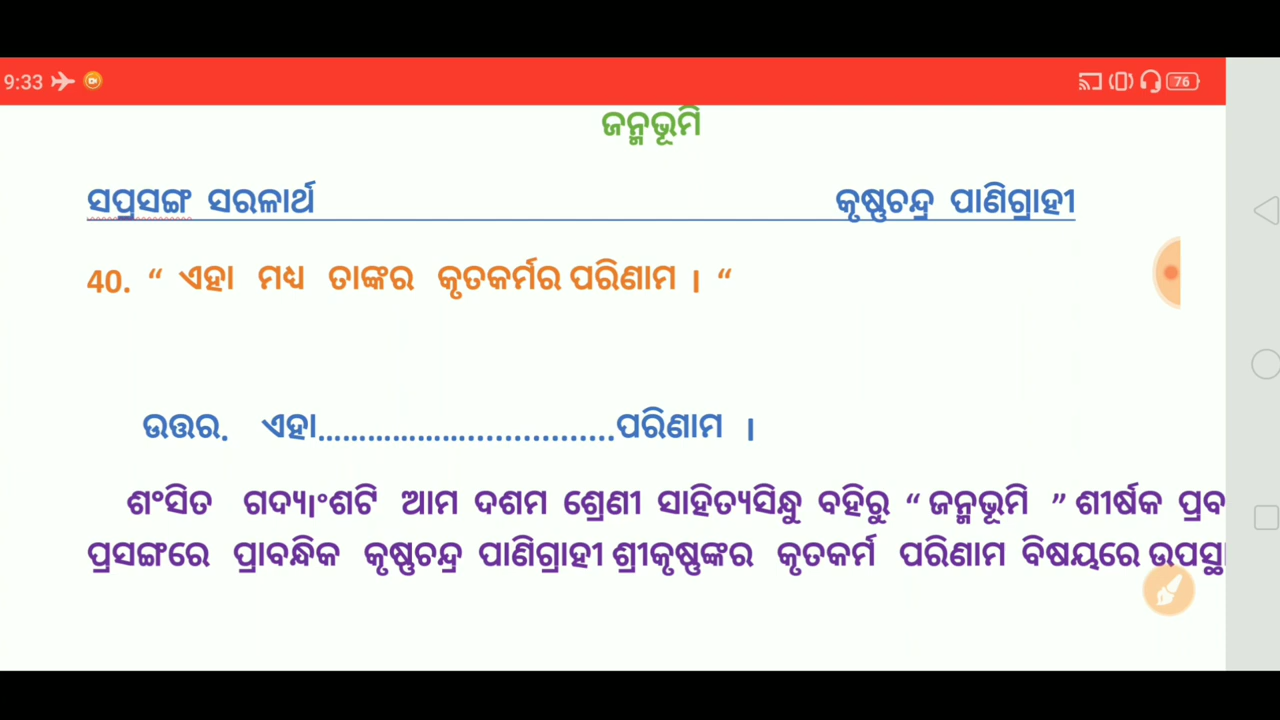 9:33
76
ଜନ୍ମଭୂମି
ସପ୍ରସଙ୍ଗ ସରଳାର୍ଥ କୃଷ୍ଣଚନ୍ଦ୍ର ପାଣିଗ୍ରାହୀ
40. “ ଏହା ମଧ୍ୟ ତାଙ୍କର କୃତକର୍ମର ପରିଣାମ । “
ଉତ୍ତର. ଏହା.................................ପରିଣାମ ।
ଶଂସିତ ଗଦ୍ୟାଂଶଟି ଆମ ଦଶମ ଶ୍ରେଣୀ ସାହିତ୍ୟସିନ୍ଧୁ ବହିରୁ “ ଜନ୍ମଭୂମି ” ଶୀର୍ଷକ
ପ୍ରସଙ୍ଗରେ ପ୍ରାବନ୍ଧିକ କୃଷ୍ଣଚନ୍ଦ୍ର ପାଣିଗ୍ରାହୀ ଶ୍ରୀକୃଷ୍ଣଙ୍କର କୃତକର୍ମ ପରିଣାମ ବିଷୟରେ